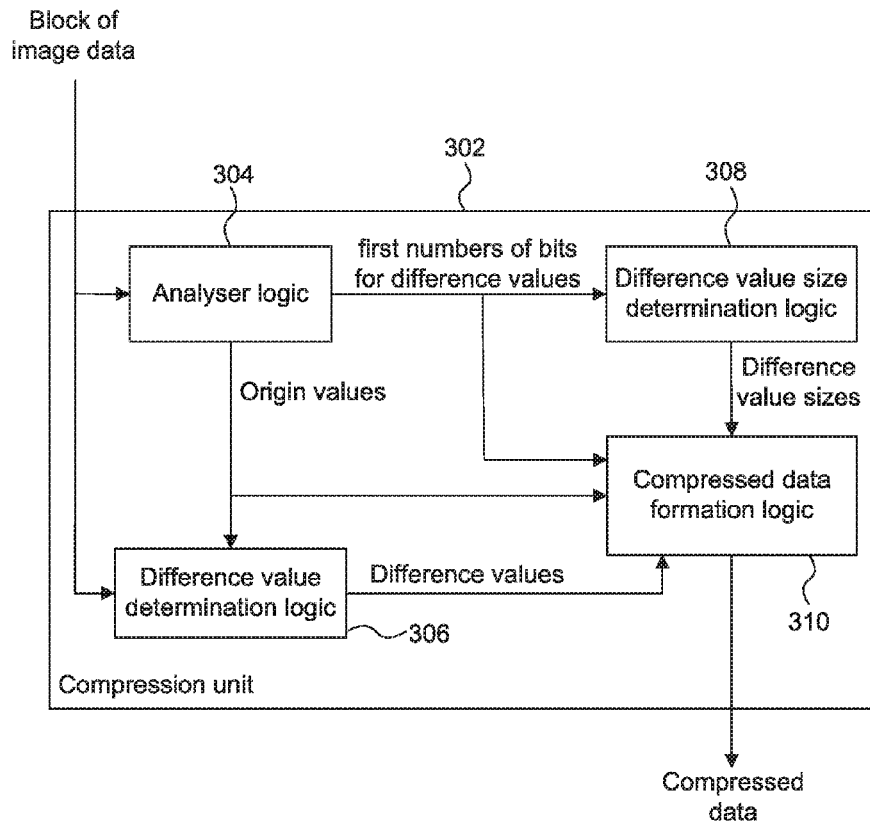 Block of
image data
302
304
308
first numbers of bits
for difference values
Analyser logic
Difference value size
determination logic
Origin values
Difference
value sizes
Compressed data
formation logic
Difference value
determination logic
Difference values
306
310
Compression unit
Compressed
data